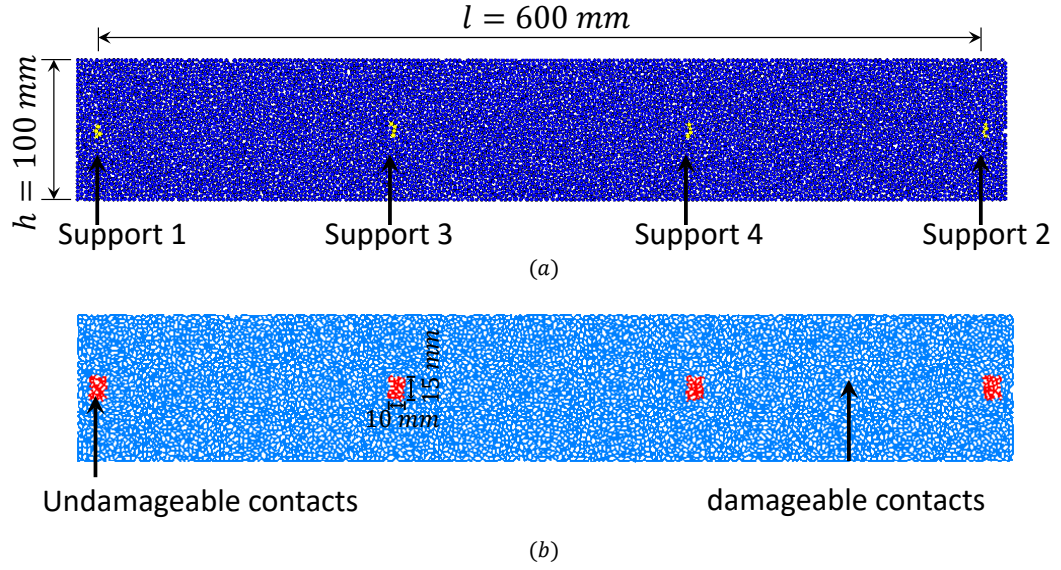 l = 600 mm
h = 100 mm
Support 1
Support 3
Support 4
Support 2
(a)
15 mm
10 mm
Undamageable contacts
damageable contacts
(b)